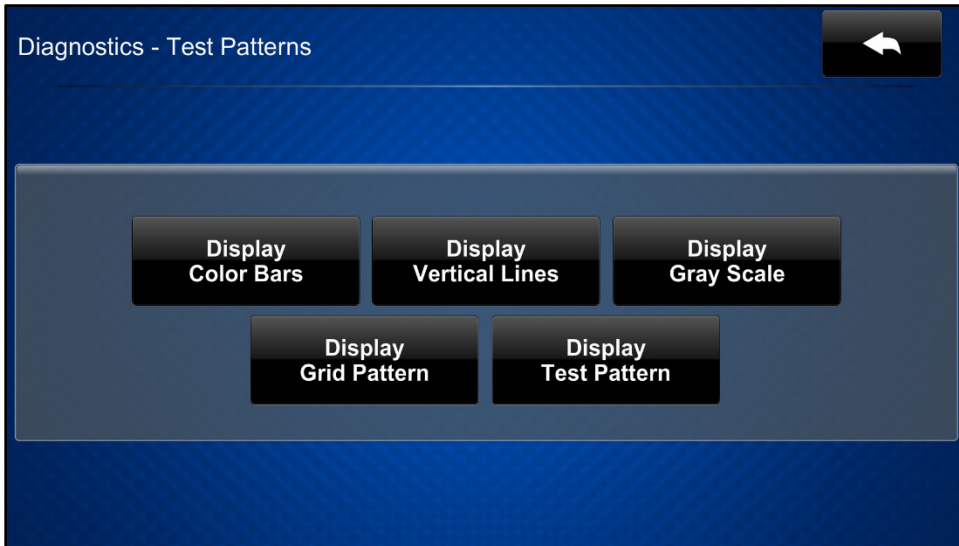 Diagnostics - Test Patterns
Display
Color Bars
Display
Vertical Lines
Display
Gray Scale
Display
Grid Pattern
Display
Test Pattern